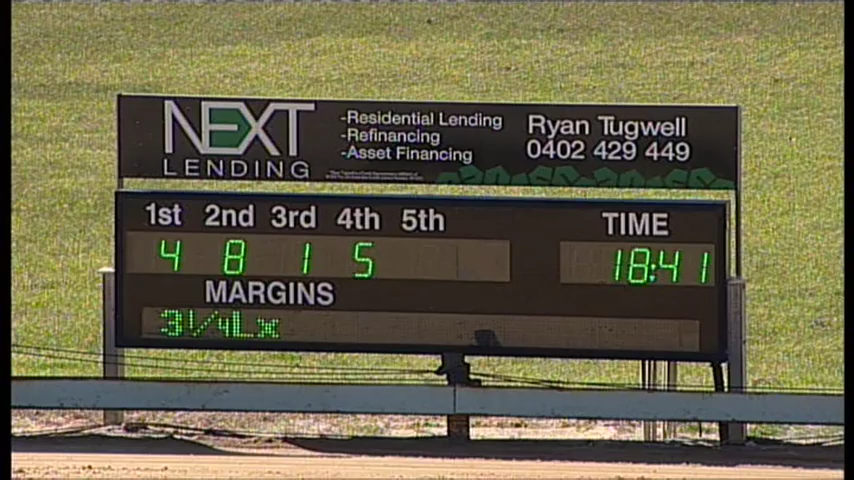 NEXT
LENDING
-Residential Lending
-Refinancing
-Asset Financing
Ryan Tugwell
0402 429 449
1st 2nd 3rd 4th 5th TIME
4 8 1 5 18:41
MARGINS
3 1/4L